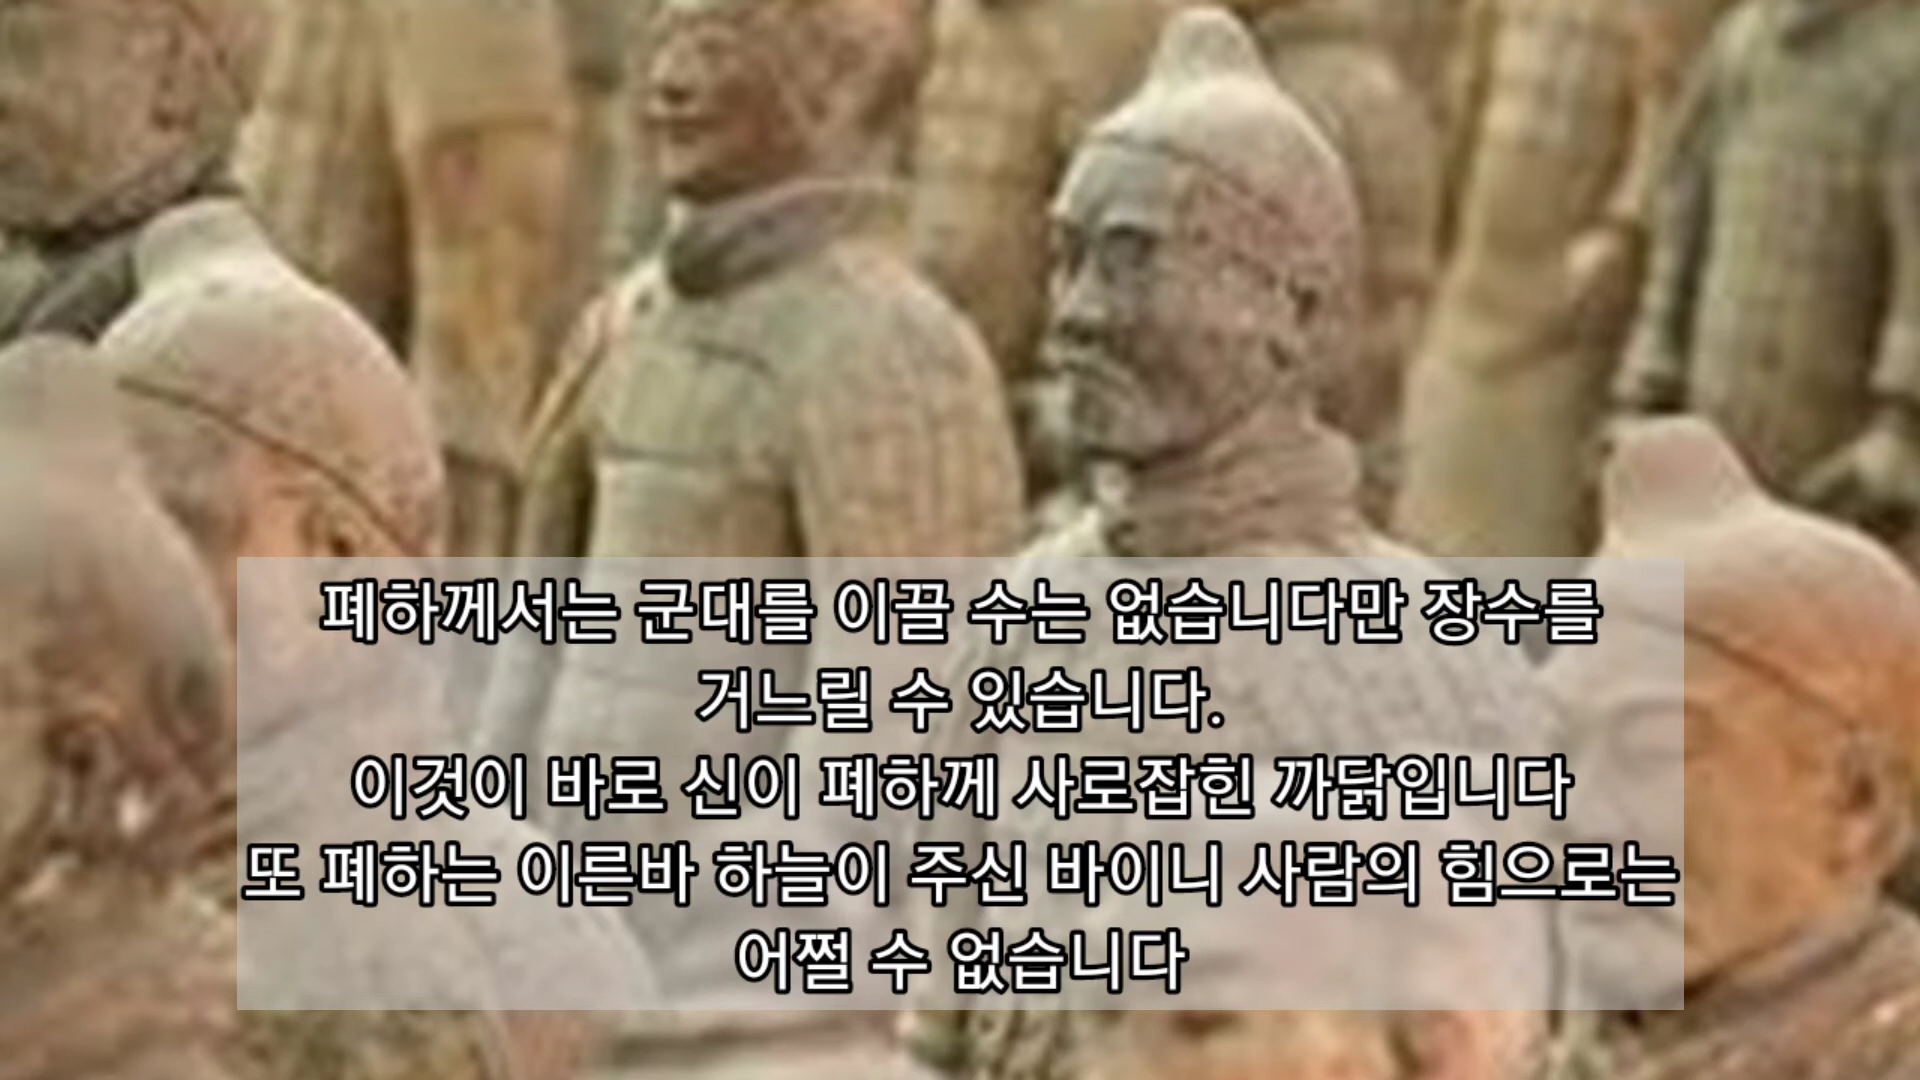 폐하께서는 군대를 이끌 수는 없습니다만 장수를
거느릴 수 있습니다.
이것이 바로 신이 폐하께 사로잡힌 까닭입니다
또 폐하는 이른바 하늘이 주신 바이니 사람의 힘으로는
어쩔 수 없습니다